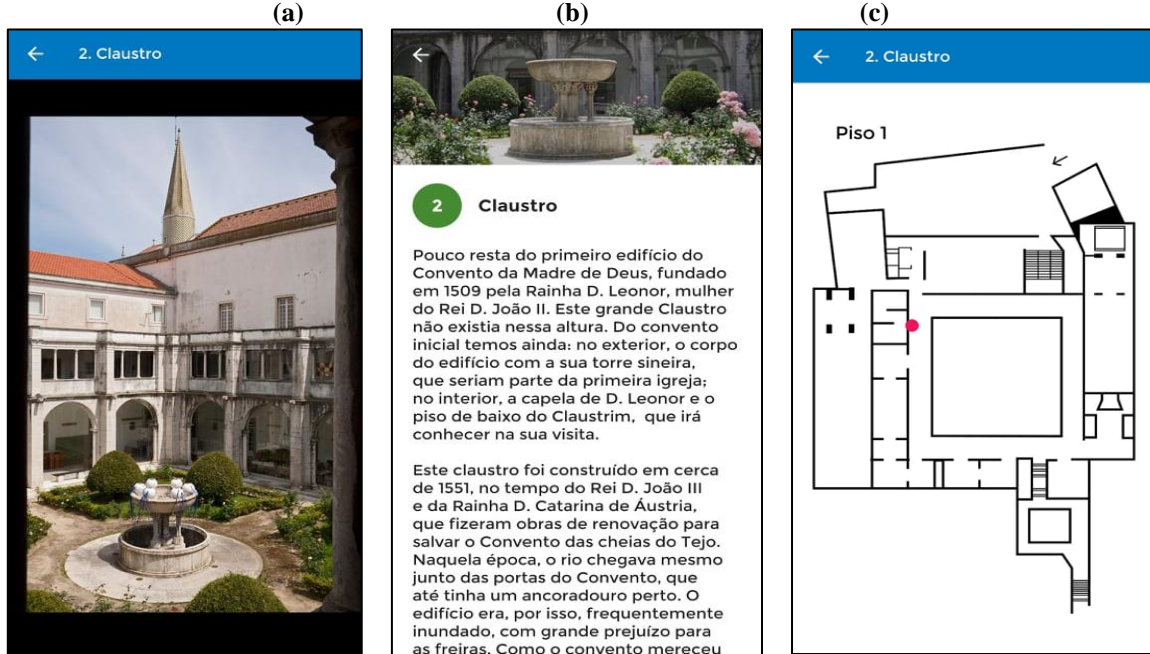 (a)
(b)
(c)
2. Claustro
2
Claustro
Pouco resta do primeiro edifício do
Convento da Madre de Deus, fundado
em 1509 pela Rainha D. Leonor, mulher
do Rei D. João II. Este grande Claustro
não existia nessa altura. Do convento
inicial temos ainda: no exterior, o corpo
do edifício com a sua torre sineira,
que seriam parte da primeira igreja;
no interior, a capela de D. Leonor e o
piso de baixo do Claustrim, que irá
conhecer na sua visita.
Este claustro foi construído em cerca
de 1551, no tempo do Rei D. João III
e da Rainha D. Catarina de Áustria,
que fizeram obras de renovação para
salvar o Convento das cheias do Tejo.
Naquela época, o rio chegava mesmo
junto das portas do Convento, que
até tinha um ancoradouro perto. O
edifício era, por isso, frequentemente
inundado, com grande prejuízo para
as freiras. Como o convento mereceu
2. Claustro
Piso 1